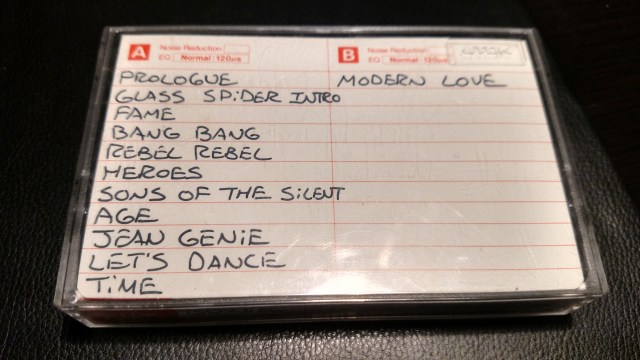 A Noise Reduction
EQ Normal 120us
B Noise Reduction
EQ Normal 120us
PROLOGUE
GLASS SPIDER INTRO
FAME
BANG BANG
REBEL REBEL
HEROES
SONS OF THE SILENT
AGE
JEAN GENIE
LET'S DANCE
TIME
MODERN LOVE